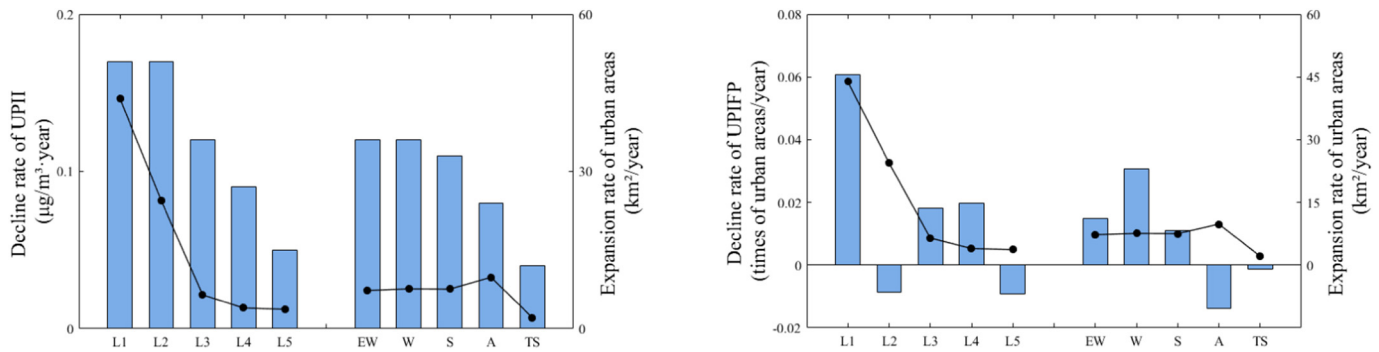 Decline rate of UPII
(μg/m³·year)
0.2
0.1
0
L1 L2 L3 L4 L5 EW W S A TS
60
30
0
Expansion rate of urban areas
(km²/year)
Decline rate of UPIFP
(times of urban areas/year)
0.08
0.06
0.04
0.02
0
-0.02
L1 L2 L3 L4 L5 EW W S A TS
60
45
30
15
0
Expansion rate of urban areas
(km²/year)